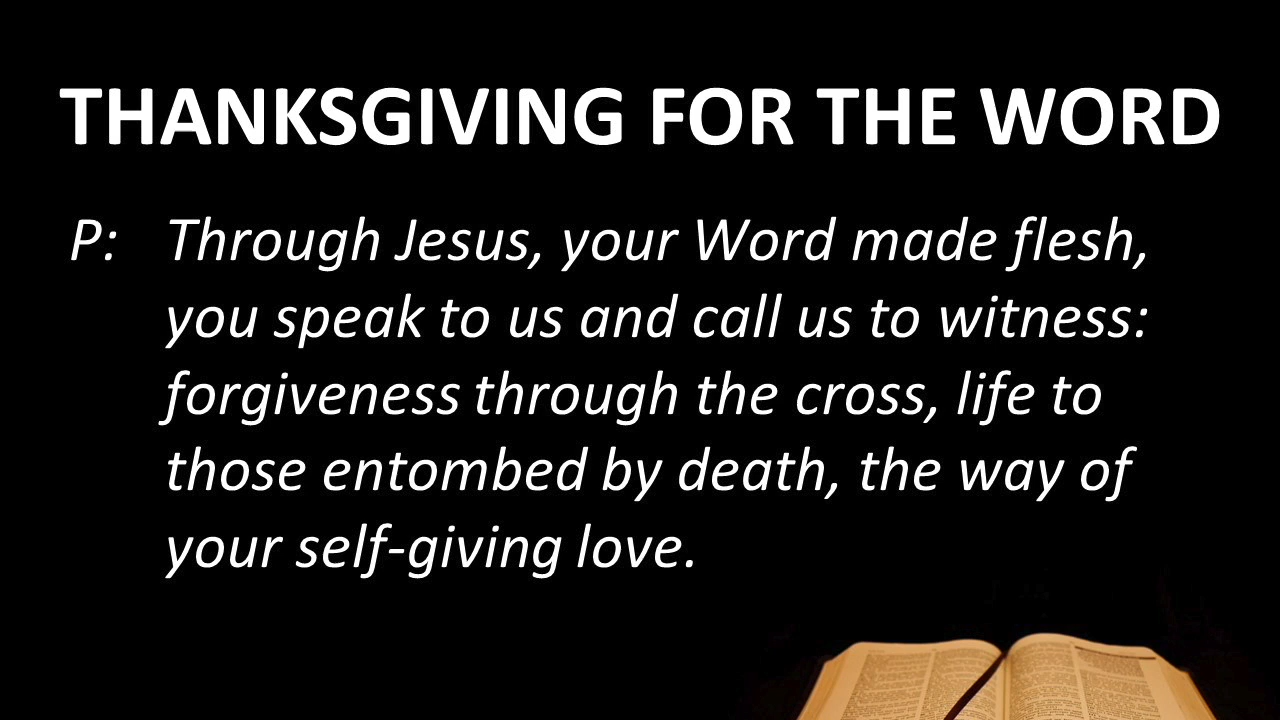 THANKSGIVING FOR THE WORD
P: Through Jesus, your Word made flesh,
you speak to us and call us to witness:
forgiveness through the cross, life to
those entombed by death, the way of
your self-giving love.